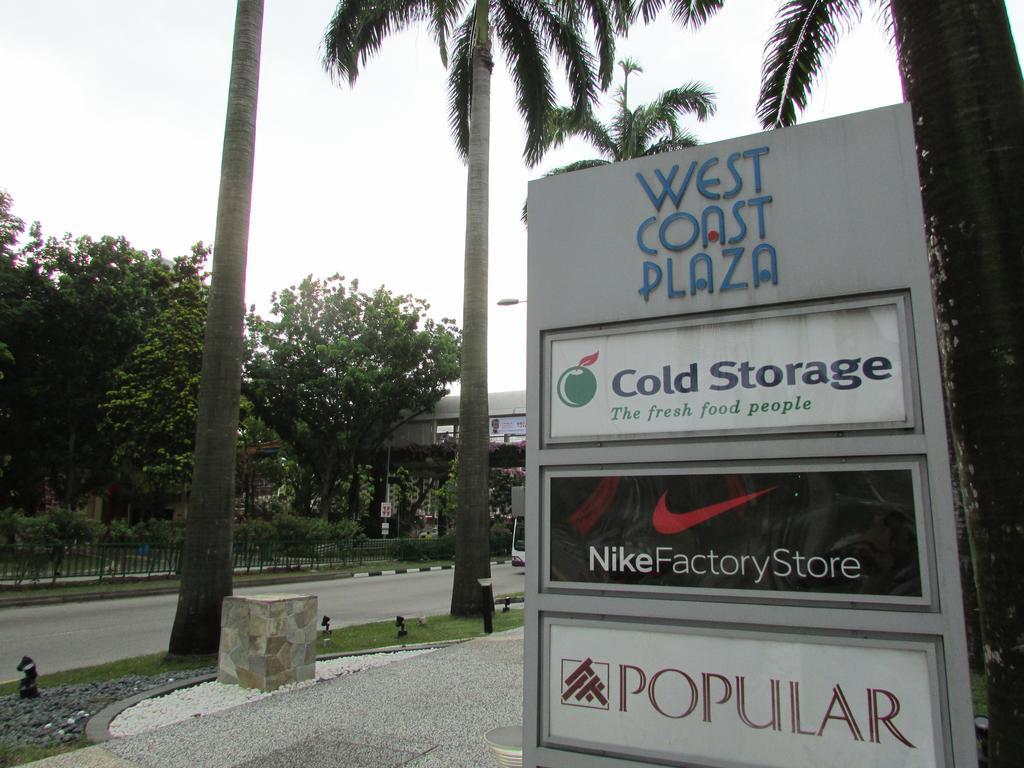 WEST
COAST
PLAZA
Cold Storage
The fresh food people
NikeFactoryStore
POPULAR